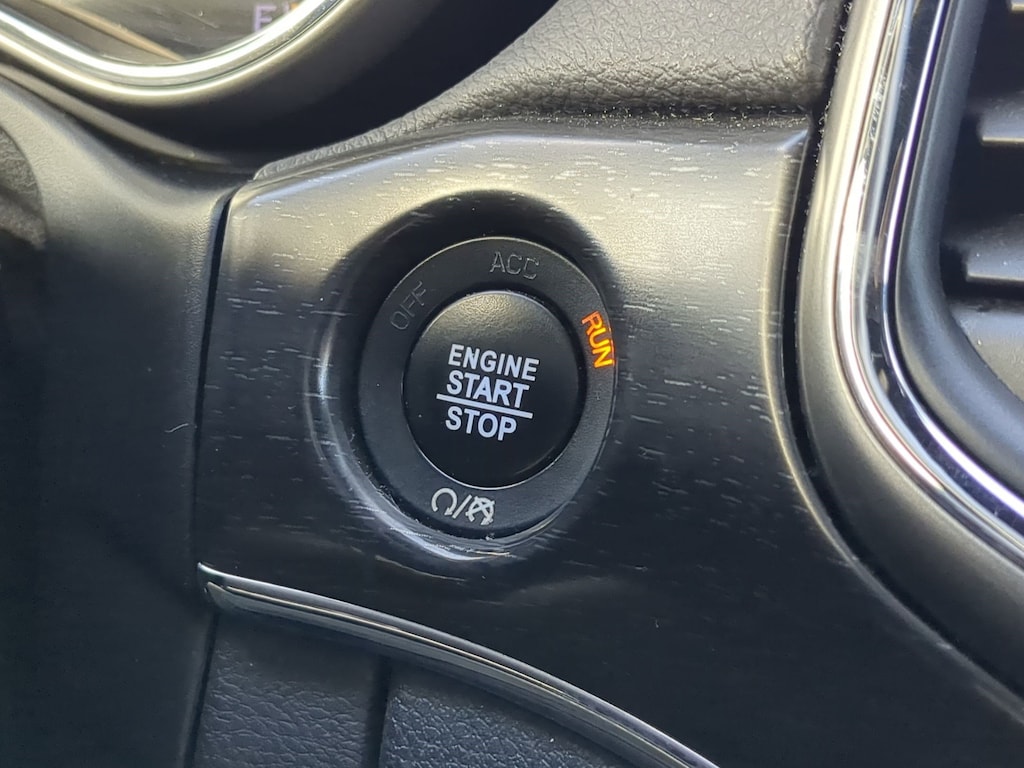 OFF
ACC
RUN
ENGINE
START
STOP